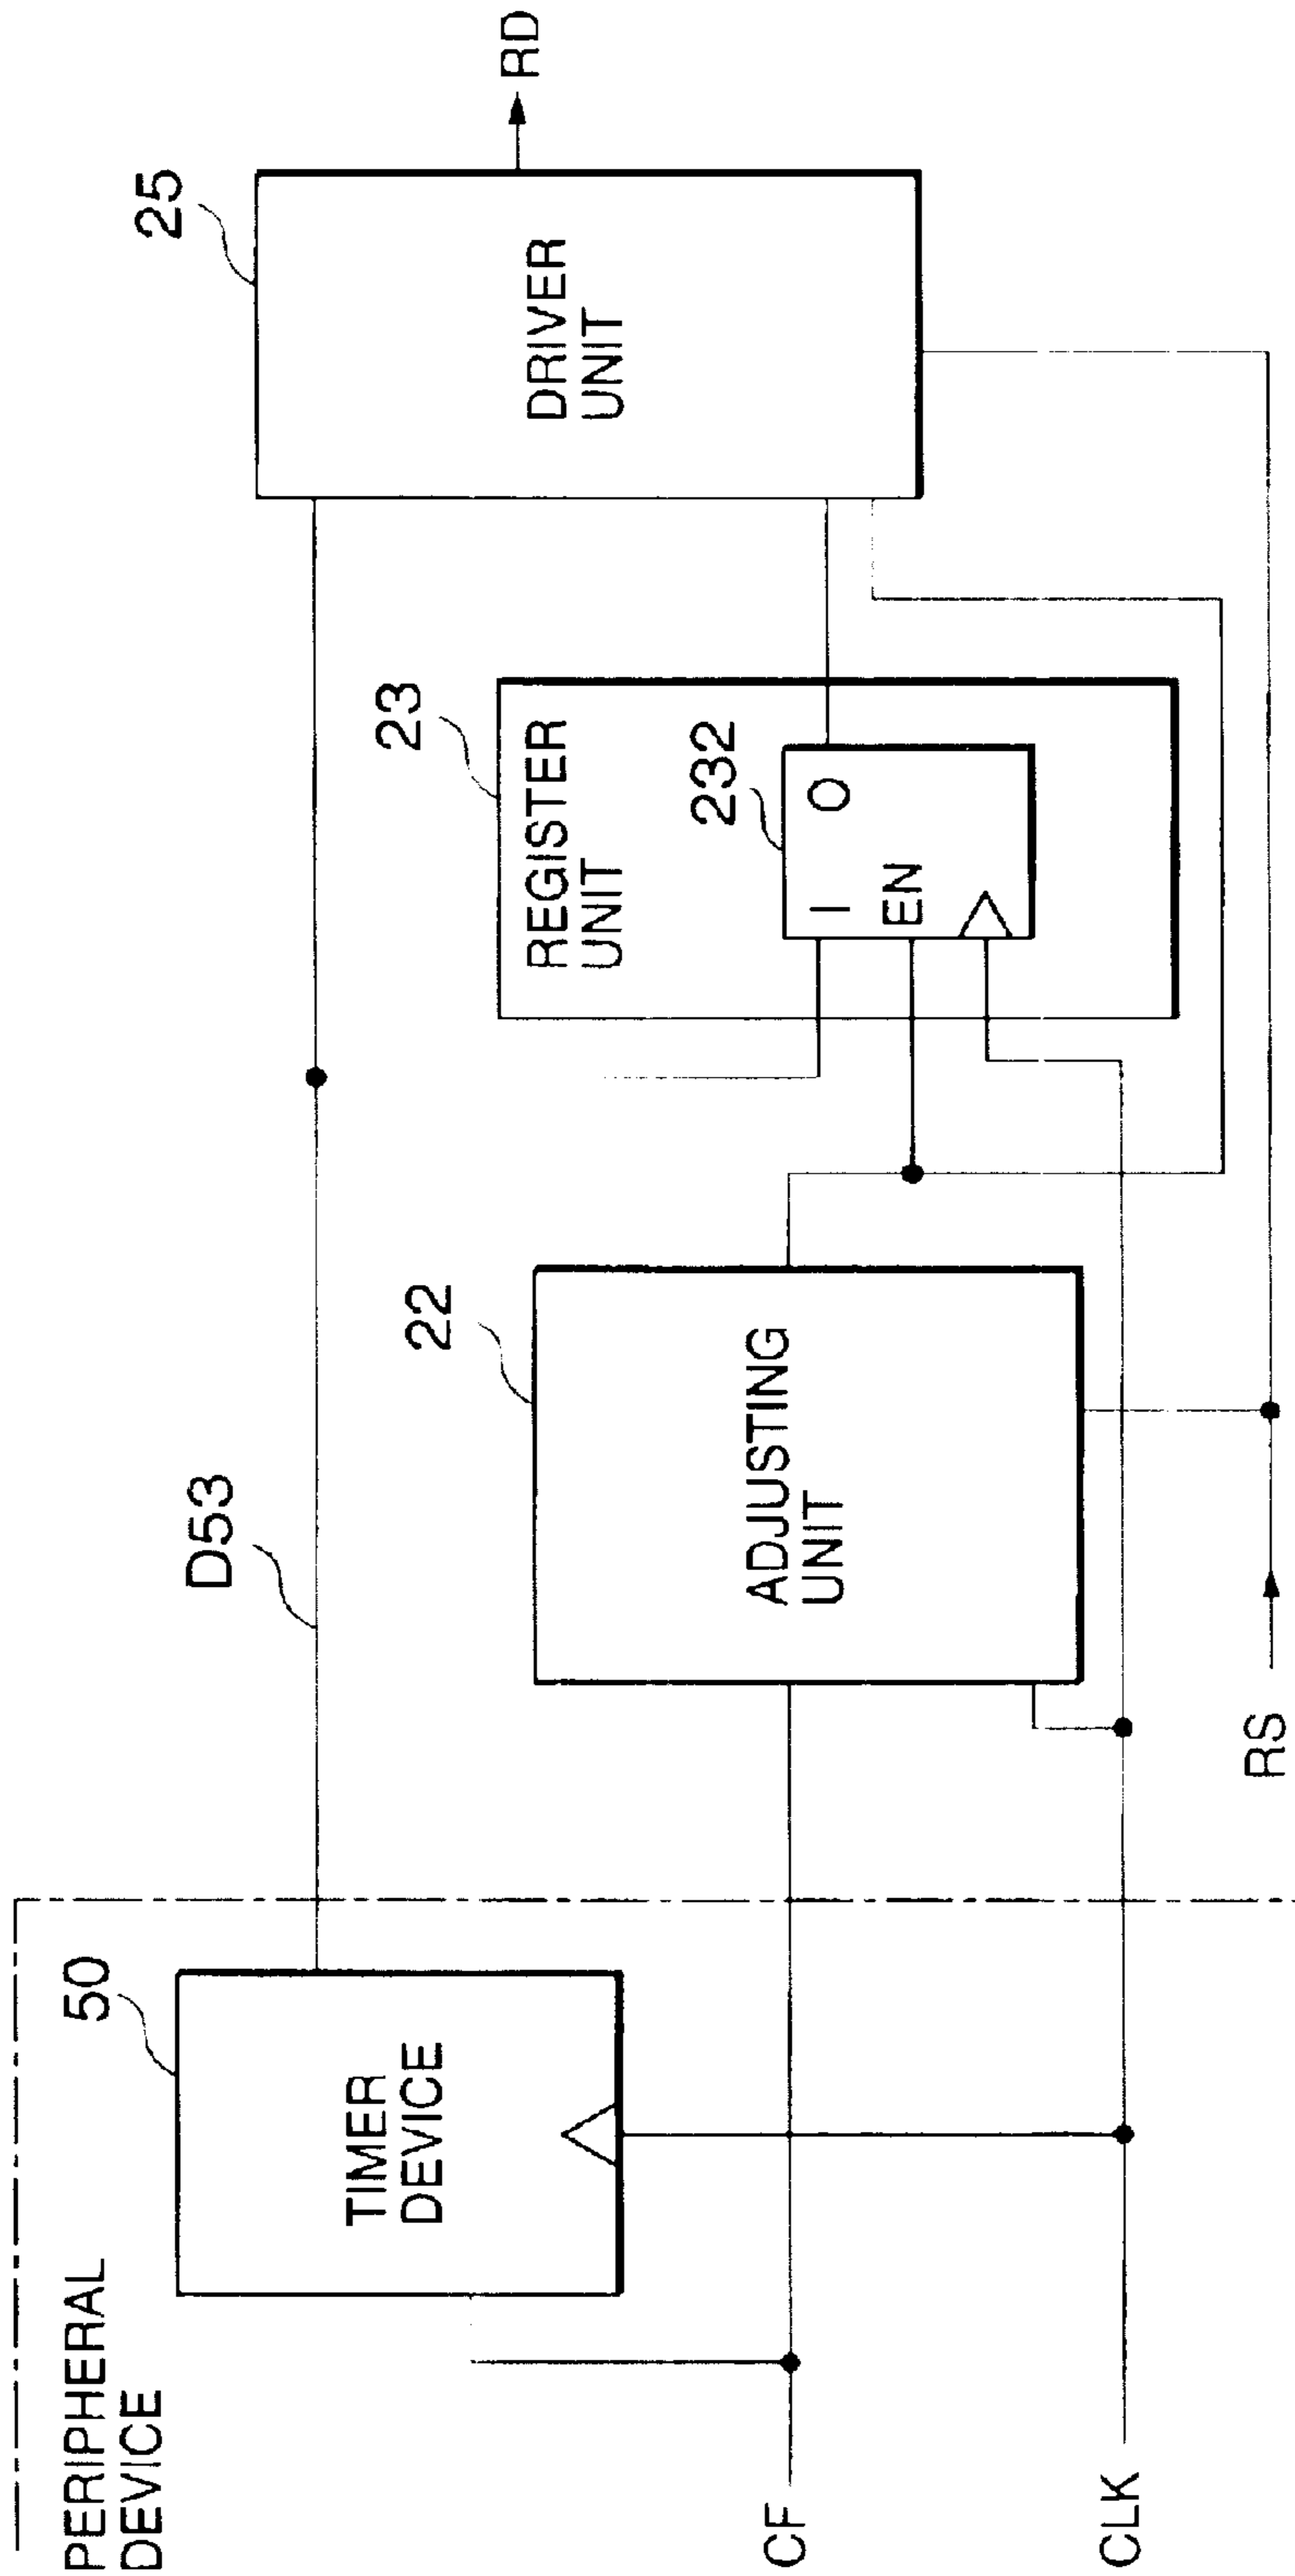 PERIPHERAL
DEVICE
50
TIMER
DEVICE
D53
22
ADJUSTING
UNIT
23
REGISTER
UNIT
232
I
O
EN
25
DRIVER
UNIT
RD
CF
CLK
RS